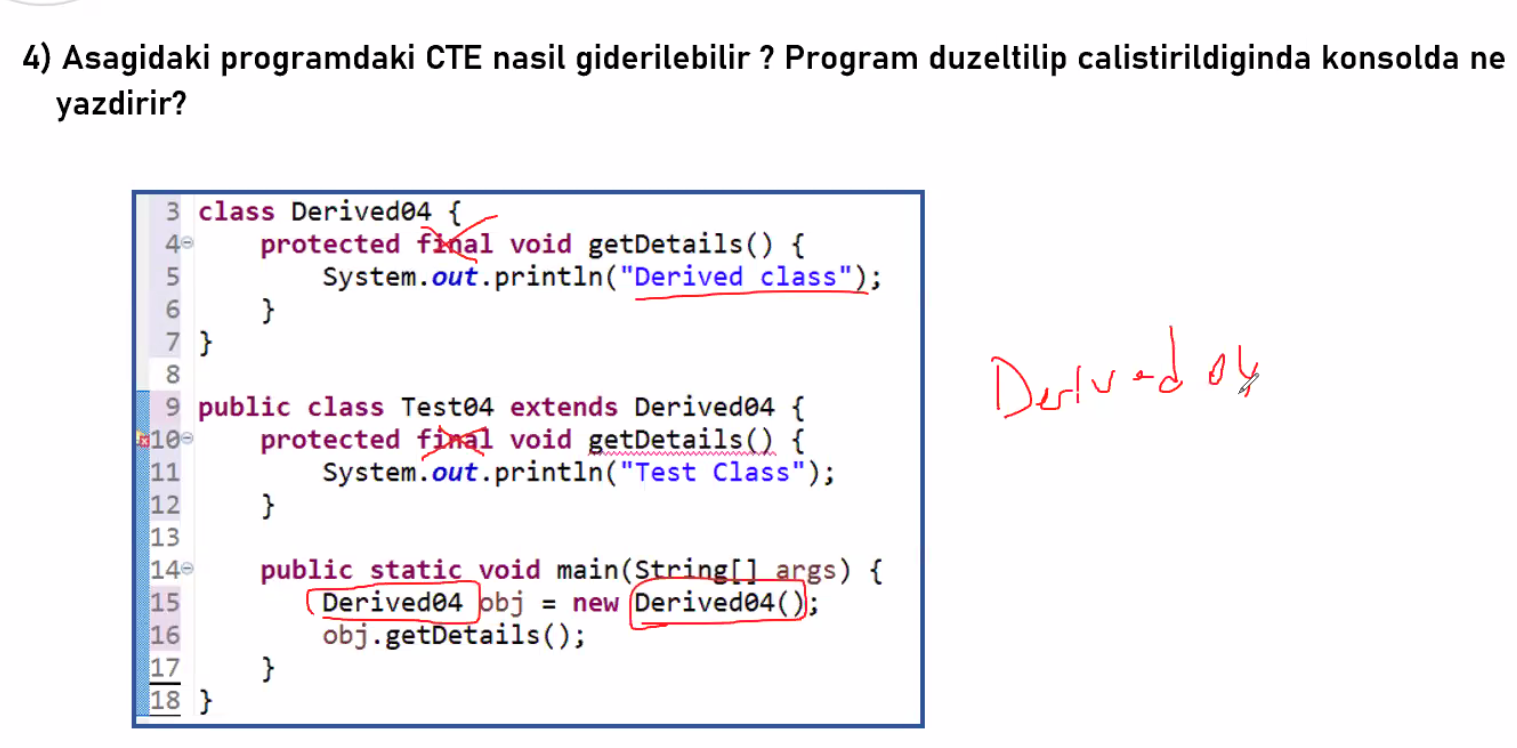 4) Asagidaki programdaki CTE nasil giderilebilir ? Program duzeltilip calistirildiginda konsolda ne
yazdirir?
3 class Derived04 {
4 protected final void getDetails() {
5 System.out.println("Derived class");
6 }
7 }
8
9 public class Test04 extends Derived04 {
10 protected final void getDetails() {
11 System.out.println("Test Class");
12 }
13
14 public static void main(String[] args) {
15 Derived04 obj = new Derived04();
16 obj.getDetails();
17 }
18 }
Derived 04